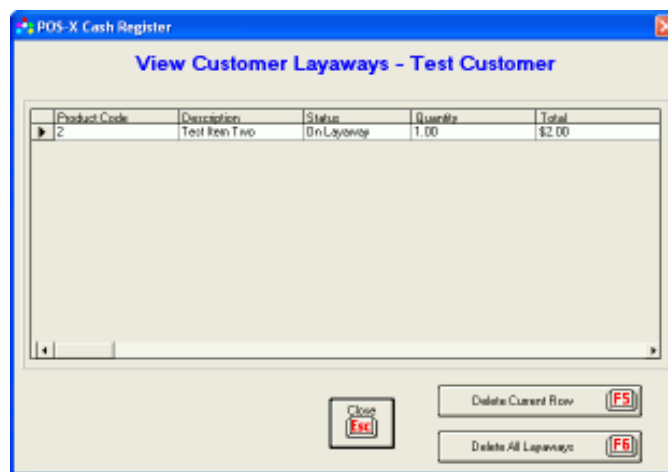 POS-X Cash Register
View Customer Layaways - Test Customer
Product Code Description Status Quantity Total
2 Test Item Two On Layaway 1.00 $2.00
Close
Esc
Delete Current Row F5
Delete All Layaways F6